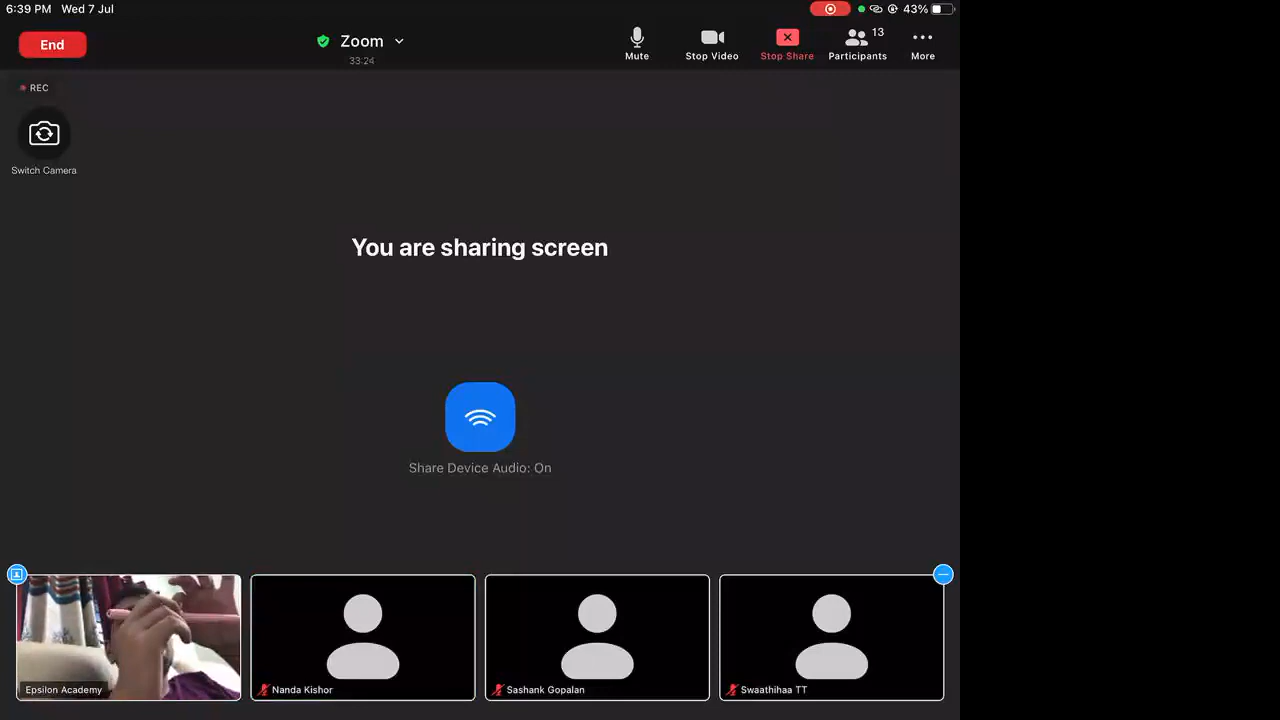 6:39 PM Wed 7 Jul
43%
End
Zoom
33:24
Mute
Stop Video
Stop Share
Participants
13
More
REC
Switch Camera
You are sharing screen
Share Device Audio: On
Epsilon Academy
Nanda Kishor
Sashank Gopalan
Swaathihaa TT